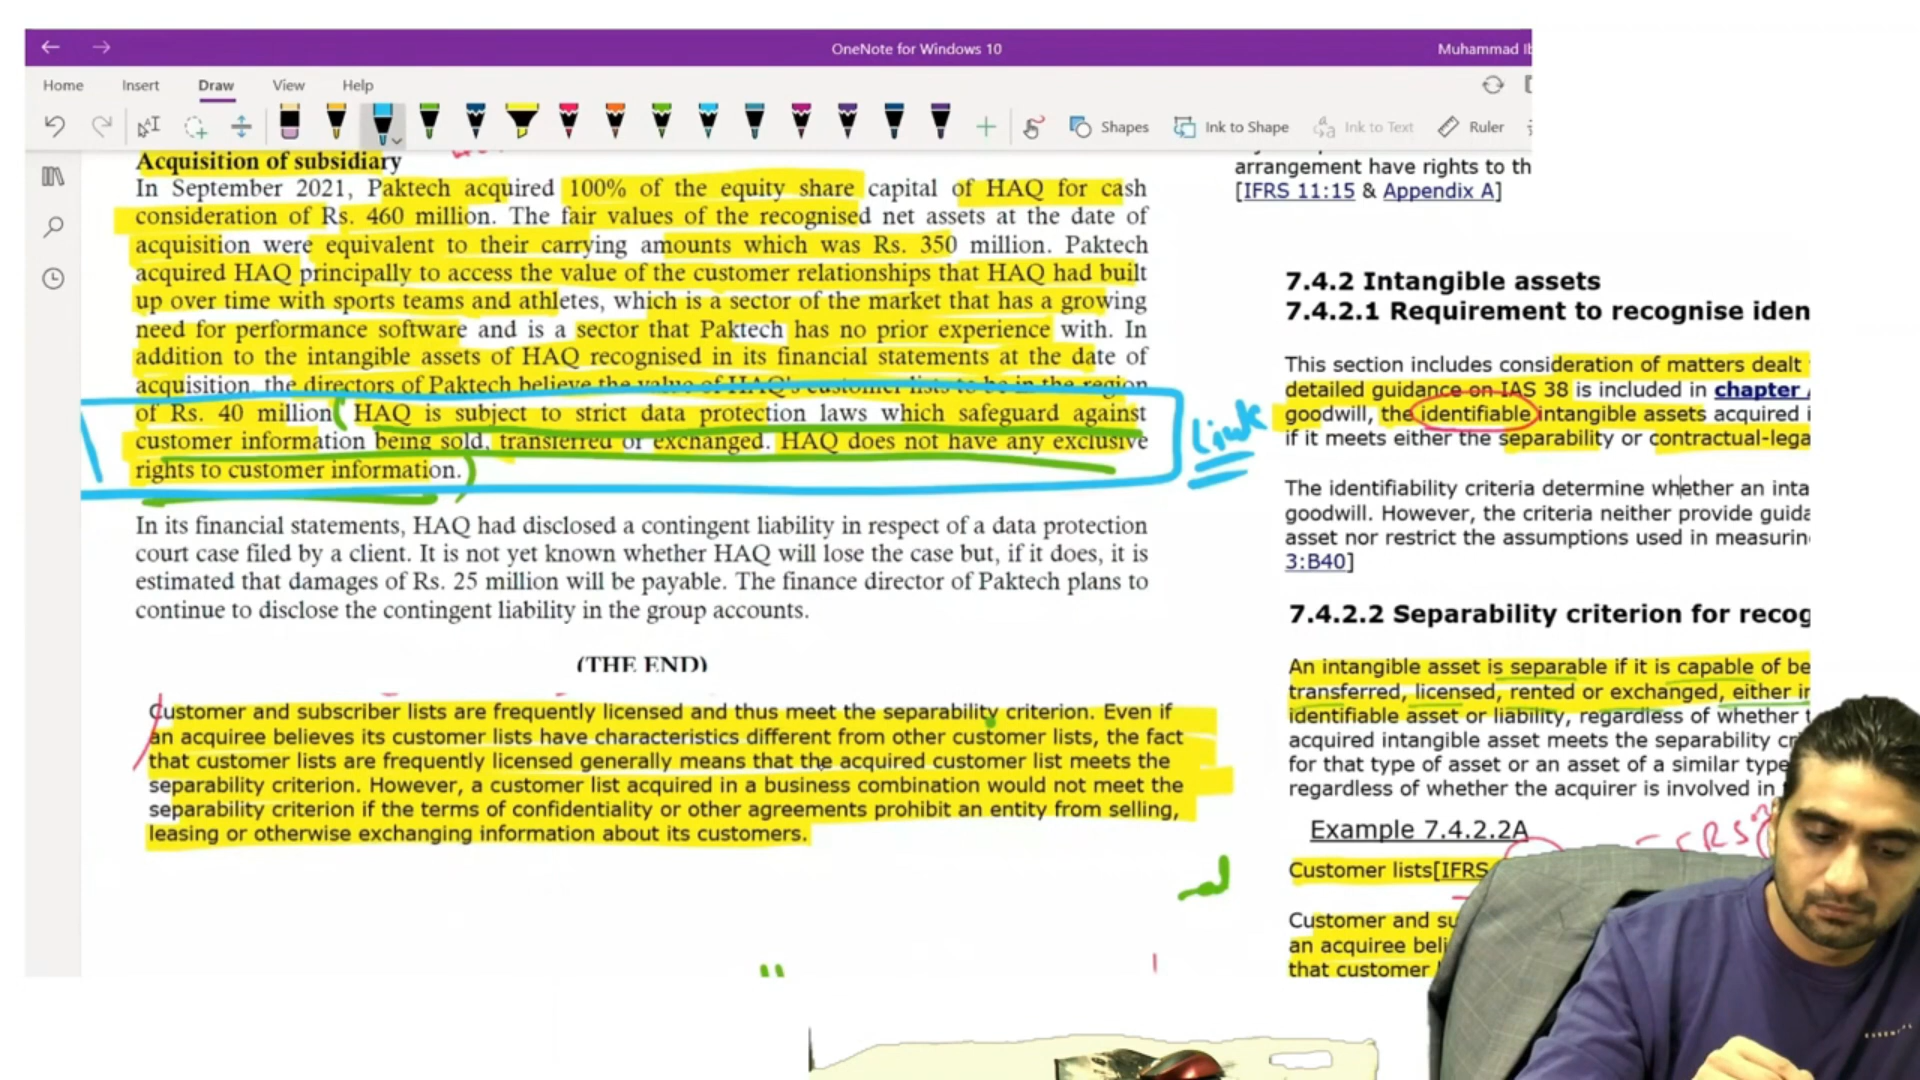 OneNote for Windows 10
Muhammad Ib
Home
Insert
Draw
View
Help
Shapes
Ink to Shape
Ink to Text
Ruler
Acquisition of subsidiary
In September 2021, Paktech acquired 100% of the equity share capital of HAQ for cash
consideration of Rs. 460 million. The fair values of the recognised net assets at the date of
acquisition were equivalent to their carrying amounts which was Rs. 350 million. Paktech
acquired HAQ principally to access the value of the customer relationships that HAQ had built
up over time with sports teams and athletes, which is a sector of the market that has a growing
need for performance software and is a sector that Paktech has no prior experience with. In
addition to the intangible assets of HAQ recognised in its financial statements at the date of
acquisition, the directors of Paktech believe the value of HAQ's customer lists to be in the region
of Rs. 40 million ( HAQ is subject to strict data protection laws which safeguard against
customer information being sold, transferred or exchanged. HAQ does not have any exclusive
rights to customer information. )
Link
In its financial statements, HAQ had disclosed a contingent liability in respect of a data protection
court case filed by a client. It is not yet known whether HAQ will lose the case but, if it does, it is
estimated that damages of Rs. 25 million will be payable. The finance director of Paktech plans to
continue to disclose the contingent liability in the group accounts.
(THE END)
Customer and subscriber lists are frequently licensed and thus meet the separability criterion. Even if
an acquiree believes its customer lists have characteristics different from other customer lists, the fact
that customer lists are frequently licensed generally means that the acquired customer list meets the
separability criterion. However, a customer list acquired in a business combination would not meet the
separability criterion if the terms of confidentiality or other agreements prohibit an entity from selling,
leasing or otherwise exchanging information about its customers.
arrangement have rights to th
[IFRS 11:15 & Appendix A]
7.4.2 Intangible assets
7.4.2.1 Requirement to recognise iden
This section includes consideration of matters dealt
detailed guidance on IAS 38 is included in chapter
goodwill, the identifiable intangible assets acquired i
if it meets either the separability or contractual-lega
The identifiability criteria determine whether an inta
goodwill. However, the criteria neither provide guida
asset nor restrict the assumptions used in measurin
3:B40]
7.4.2.2 Separability criterion for recog
An intangible asset is separable if it is capable of be
transferred, licensed, rented or exchanged, either in
identifiable asset or liability, regardless of whether t
acquired intangible asset meets the separability cr
for that type of asset or an asset of a similar type
regardless of whether the acquirer is involved in
Example 7.4.2.2A
Customer lists[IFRS
Customer and su
an acquiree beli
that customer